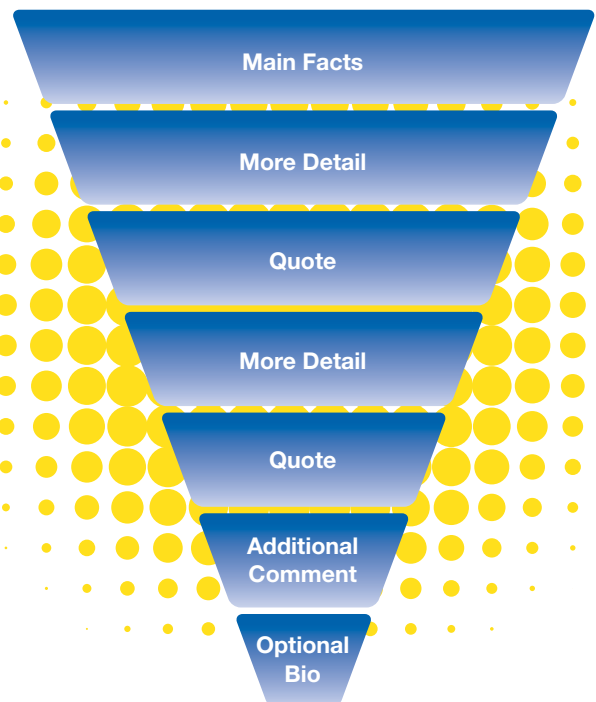 Main Facts
More Detail
Quote
More Detail
Quote
Additional
Comment
Optional
Bio